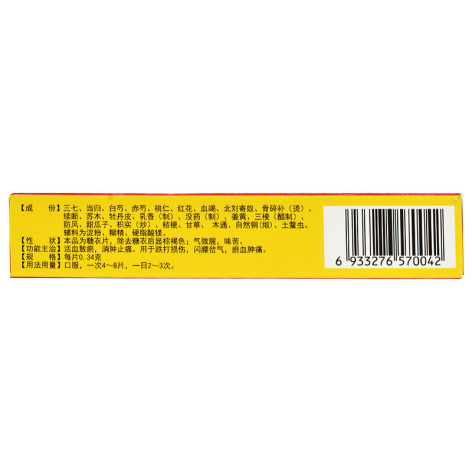 【成　　份】三七、当归、白芍、赤芍、桃仁、红花、血竭、北刘寄奴、骨碎补（烫）、
续断、苏木、牡丹皮、乳香（制）、没药（制）、姜黄、三棱（醋制）、
防风、甜瓜子、枳实（炒）、桔梗、甘草、木通、自然铜（煅）、土鳖虫。
辅料为淀粉、糊精、硬脂酸镁。
【性　　状】本品为糖衣片，除去糖衣后显棕褐色；气微腥，味苦。
【功能主治】活血散瘀，消肿止痛。用于跌打损伤，闪腰岔气，瘀血肿痛。
【规　　格】每片0.34克
【用法用量】口服，一次4～8片，一日2～3次。
6 933276 570042